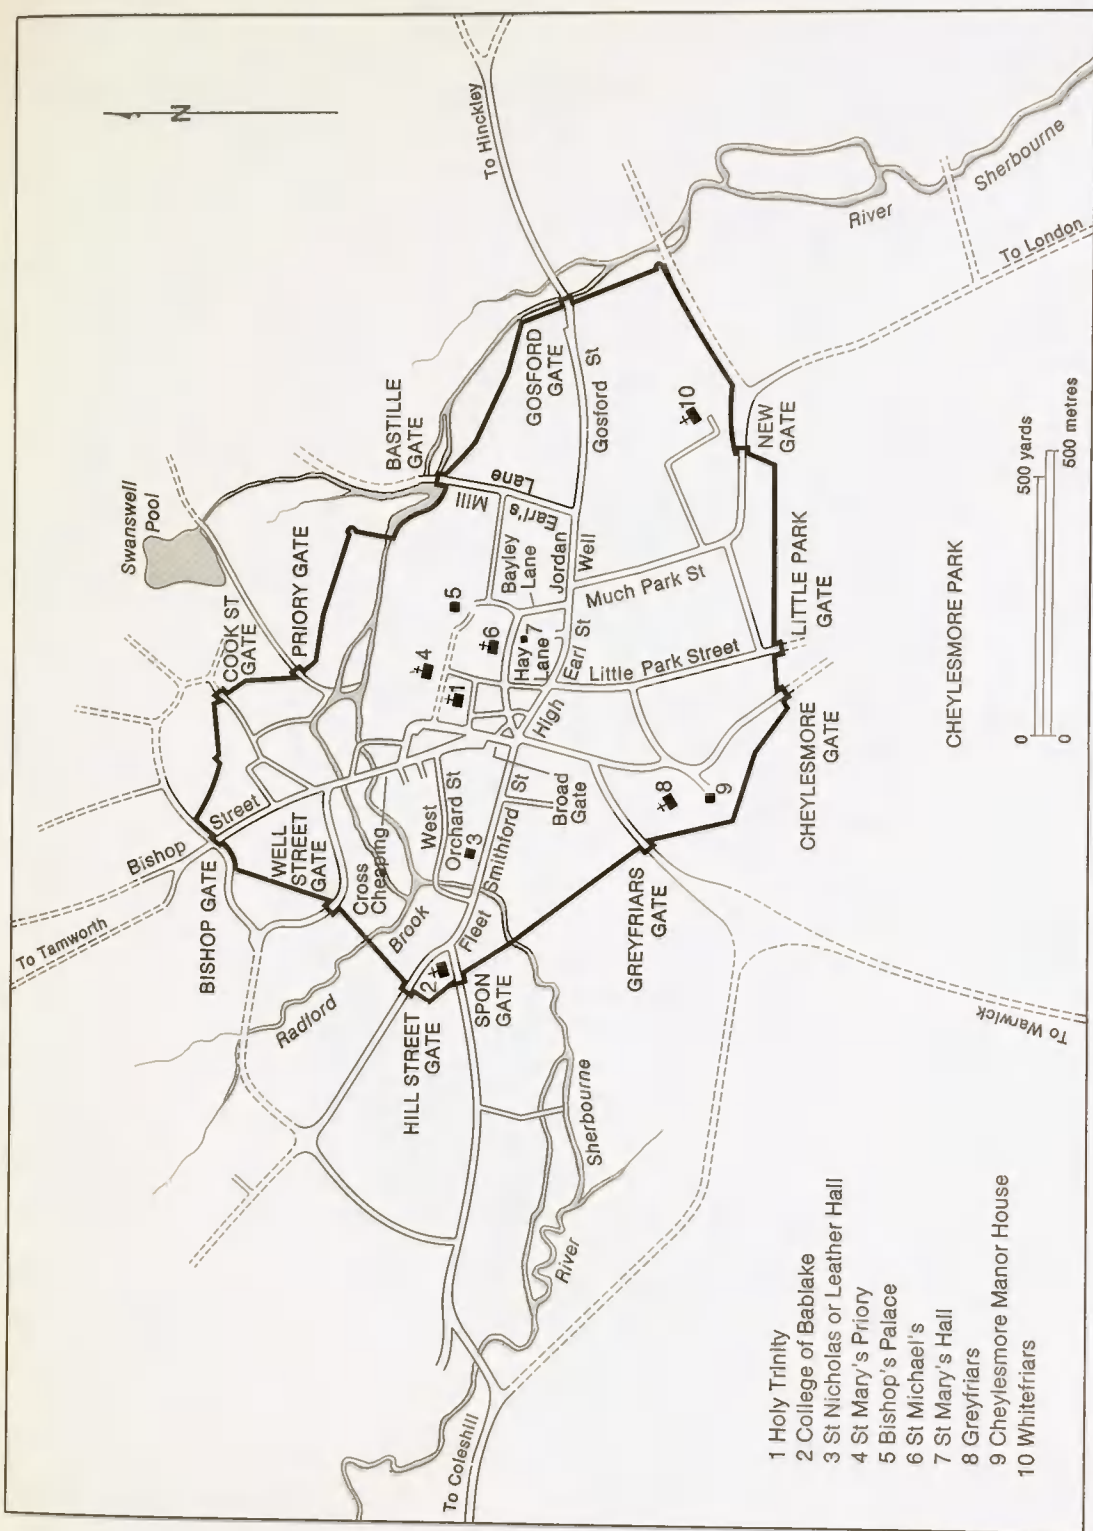 N
To Tamworth
Bishop
Street
BISHOP GATE
WELL
STREET
GATE
COOK ST
GATE
Swanswell
Pool
PRIORY GATE
BASTILLE
GATE
To Hinckley
GOSFORD
GATE
Radford
Brook
Cross
Cheaping
HILL STREET
GATE
SPON
GATE
Fleet
Smithford
St
West
Orchard St
Broad
Gate
High
Earl St
Hay
Lane
Bayley
Lane
Jordan
Well
Mill
Lane
Earl's
Gosford St
Much Park St
Little Park Street
1
2
3
4
5
6
7
8
9
10
GREYFRIARS
GATE
CHEYLESMORE
GATE
LITTLE PARK
GATE
NEW
GATE
River
Sherbourne
To London
River
Sherbourne
To Coleshill
To Warwick
CHEYLESMORE PARK
0
500 yards
0
500 metres
1 Holy Trinity
2 College of Bablake
3 St Nicholas or Leather Hall
4 St Mary's Priory
5 Bishop's Palace
6 St Michael's
7 St Mary's Hall
8 Greyfriars
9 Cheylesmore Manor House
10 Whitefriars